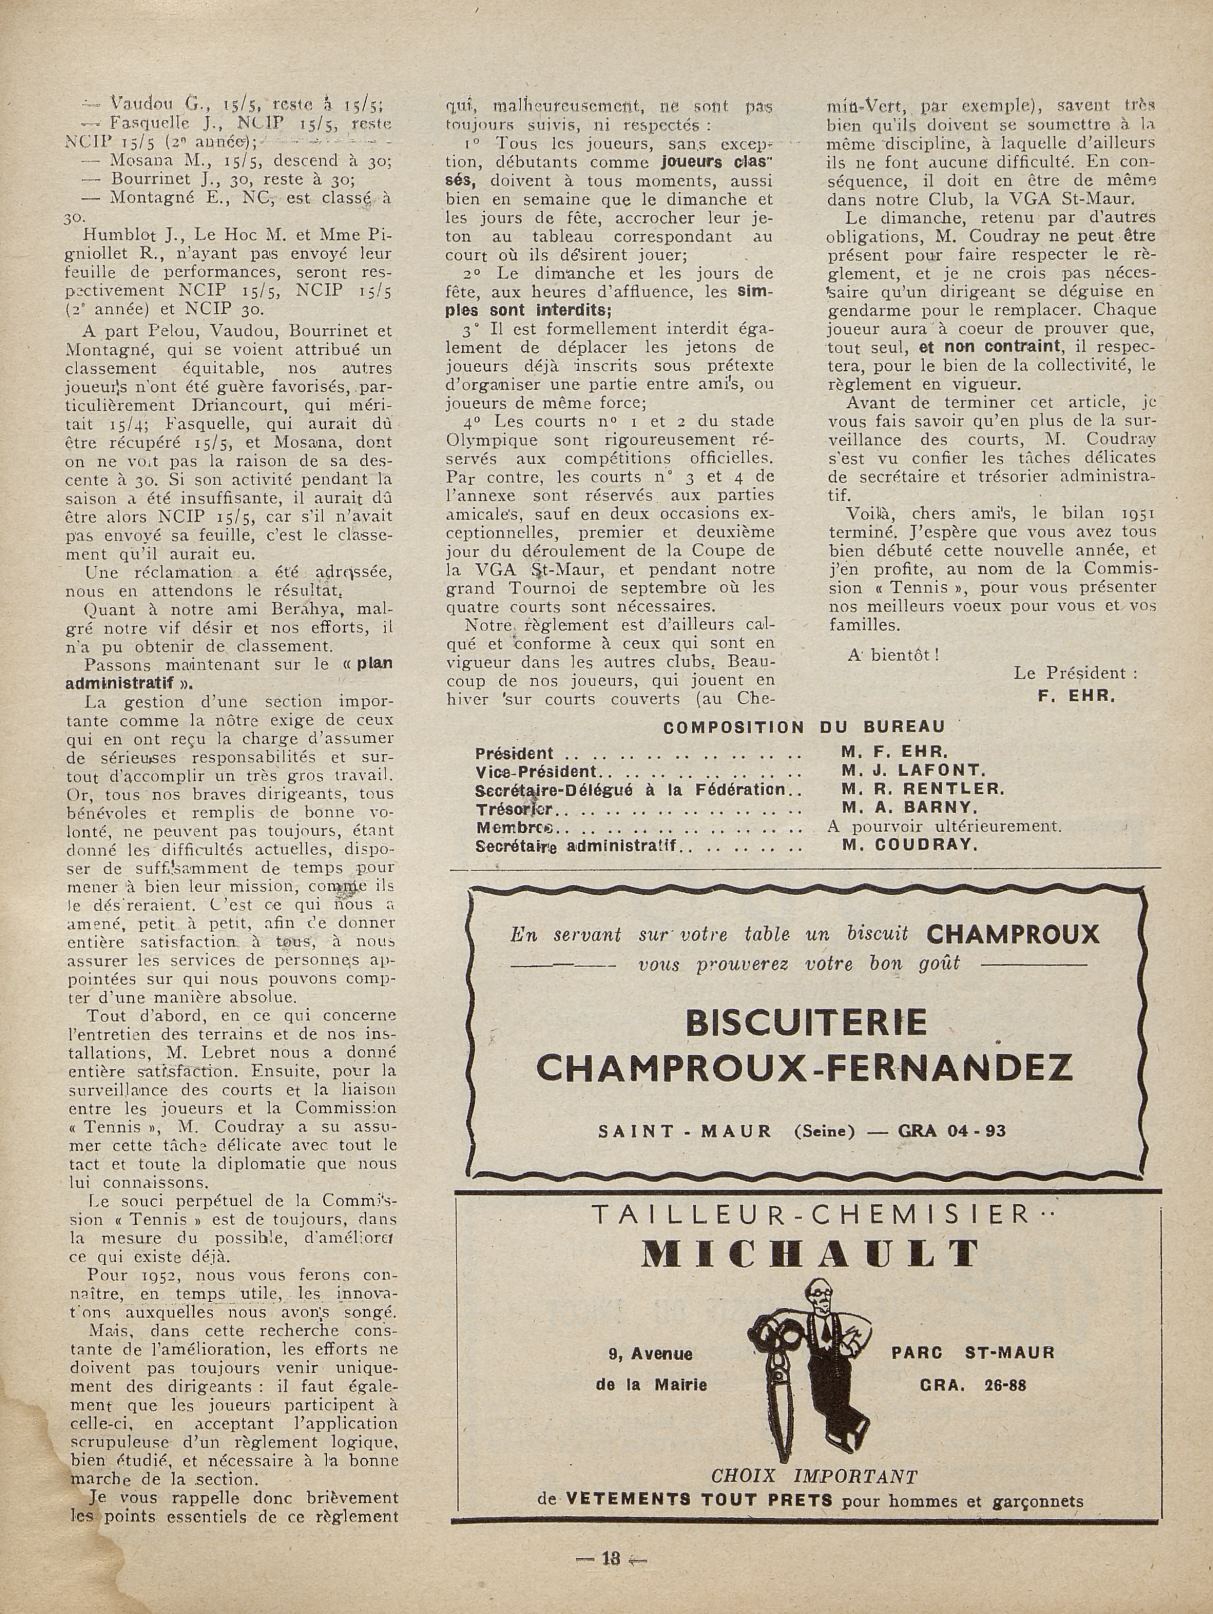 — Vaudou G., 15/5, reste à 15/5;
— Fasquelle J., NCIP 15/5, reste
NCIP 15/5 (2e année);
— Mosana M., 15/5, descend à 30;
— Bourrinet J., 30, reste à 30;
— Montagné E., NC, est classé à
30.
Humblot J., Le Hoc M. et Mme Pi-
gniollet R., n'ayant pas envoyé leur
feuille de performances, seront res-
pectivement NCIP 15/5, NCIP 15/5
(2e année) et NCIP 30.
A part Pelou, Vaudou, Bourrinet et
Montagné, qui se voient attribué un
classement équitable, nos autres
joueurs n'ont été guère favorisés, par-
ticulièrement Driancourt, qui méri-
tait 15/4; Fasquelle, qui aurait dû
être récupéré 15/5, et Mosana, dont
on ne voit pas la raison de sa des-
cente à 30. Si son activité pendant la
saison a été insuffisante, il aurait dû
être alors NCIP 15/5, car s'il n'avait
pas envoyé sa feuille, c'est le classe-
ment qu'il aurait eu.
Une réclamation a été adressée,
nous en attendons le résultat.
Quant à notre ami Berahya, mal-
gré notre vif désir et nos efforts, il
n'a pu obtenir de classement.
Passons maintenant sur le « plan
administratif ».
La gestion d'une section impor-
tante comme la nôtre exige de ceux
qui en ont reçu la charge d'assumer
de sérieuses responsabilités et sur-
tout d'accomplir un très gros travail.
Or, tous nos braves dirigeants, tous
bénévoles et remplis de bonne vo-
lonté, ne peuvent pas toujours, étant
donné les difficultés actuelles, dispo-
ser de suffisamment de temps pour
mener à bien leur mission, comme ils
le désireraient. C'est ce qui nous a
amené, petit à petit, afin de donner
entière satisfaction à tous, à nous
assurer les services de personnes ap-
pointées sur qui nous pouvons comp-
ter d'une manière absolue.
Tout d'abord, en ce qui concerne
l'entretien des terrains et de nos ins-
tallations, M. Lebret nous a donné
entière satisfaction. Ensuite, pour la
surveillance des courts et la liaison
entre les joueurs et la Commission
« Tennis », M. Coudray a su assu-
mer cette tâche délicate avec tout le
tact et toute la diplomatie que nous
lui connaissons.
Le souci perpétuel de la Commis-
sion « Tennis » est de toujours, dans
la mesure du possible, d'améliorer
ce qui existe déjà.
Pour 1952, nous vous ferons con-
naître, en temps utile, les innova-
tions auxquelles nous avons songé.
Mais, dans cette recherche cons-
tante de l'amélioration, les efforts ne
doivent pas toujours venir unique-
ment des dirigeants : il faut égale-
ment que les joueurs participent à
celle-ci, en acceptant l'application
scrupuleuse d'un règlement logique,
bien étudié, et nécessaire à la bonne
marche de la section.
Je vous rappelle donc brièvement
les points essentiels de ce règlement
qui, malheureusement, ne sont pas
toujours suivis, ni respectés :
1° Tous les joueurs, sans excep-
tion, débutants comme joueurs clas-
sés, doivent à tous moments, aussi
bien en semaine que le dimanche et
les jours de fête, accrocher leur je-
ton au tableau correspondant au
court où ils désirent jouer;
2° Le dimanche et les jours de
fête, aux heures d'affluence, les sim-
ples sont interdits;
3° Il est formellement interdit éga-
lement de déplacer les jetons de
joueurs déjà inscrits sous prétexte
d'organiser une partie entre amis, ou
joueurs de même force;
4° Les courts n° 1 et 2 du stade
Olympique sont rigoureusement ré-
servés aux compétitions officielles.
Par contre, les courts n° 3 et 4 de
l'annexe sont réservés aux parties
amicales, sauf en deux occasions ex-
ceptionnelles, premier et deuxième
jour du déroulement de la Coupe de
la VGA St-Maur, et pendant notre
grand Tournoi de septembre où les
quatre courts sont nécessaires.
Notre règlement est d'ailleurs cal-
qué et conforme à ceux qui sont en
vigueur dans les autres clubs. Beau-
coup de nos joueurs, qui jouent en
hiver sur courts couverts (au Che-
min-Vert, par exemple), savent très
bien qu'ils doivent se soumettre à la
même discipline, à laquelle d'ailleurs
ils ne font aucune difficulté. En con-
séquence, il doit en être de même
dans notre Club, la VGA St-Maur.
Le dimanche, retenu par d'autres
obligations, M. Coudray ne peut être
présent pour faire respecter le rè-
glement, et je ne crois pas néces-
saire qu'un dirigeant se déguise en
gendarme pour le remplacer. Chaque
joueur aura à coeur de prouver que,
tout seul, et non contraint, il respec-
tera, pour le bien de la collectivité, le
règlement en vigueur.
Avant de terminer cet article, je
vous fais savoir qu'en plus de la sur-
veillance des courts, M. Coudray
s'est vu confier les tâches délicates
de secrétaire et trésorier administra-
tif.
Voilà, chers amis, le bilan 1951
terminé. J'espère que vous avez tous
bien débuté cette nouvelle année, et
j'en profite, au nom de la Commis-
sion « Tennis », pour vous présenter
nos meilleurs voeux pour vous et vos
familles.
A bientôt !
Le Président :
F. EHR.
COMPOSITION DU BUREAU
Président .. .. .. .. .. .. .. .. .. .. M. F. EHR.
Vice-Président.. .. .. .. .. .. .. .. .. M. J. LAFONT.
Secrétaire-Délégué à la Fédération.. M. R. RENTLER.
Trésorier.. .. .. .. .. .. .. .. .. .. .. M. A. BARNY.
Membres.. .. .. .. .. .. .. .. .. .. .. A pourvoir ultérieurement.
Secrétaire administratif.. .. .. .. .. M. COUDRAY.
En servant sur votre table un biscuit CHAMPROUX
vous prouverez votre bon goût
BISCUITERIE
CHAMPROUX-FERNANDEZ
SAINT - MAUR (Seine) — GRA 04 - 93
TAILLEUR-CHEMISIER
MICHAULT
9, Avenue PARC ST-MAUR
de la Mairie GRA. 26-88
CHOIX IMPORTANT
de VETEMENTS TOUT PRETS pour hommes et garçonnets
— 13 —